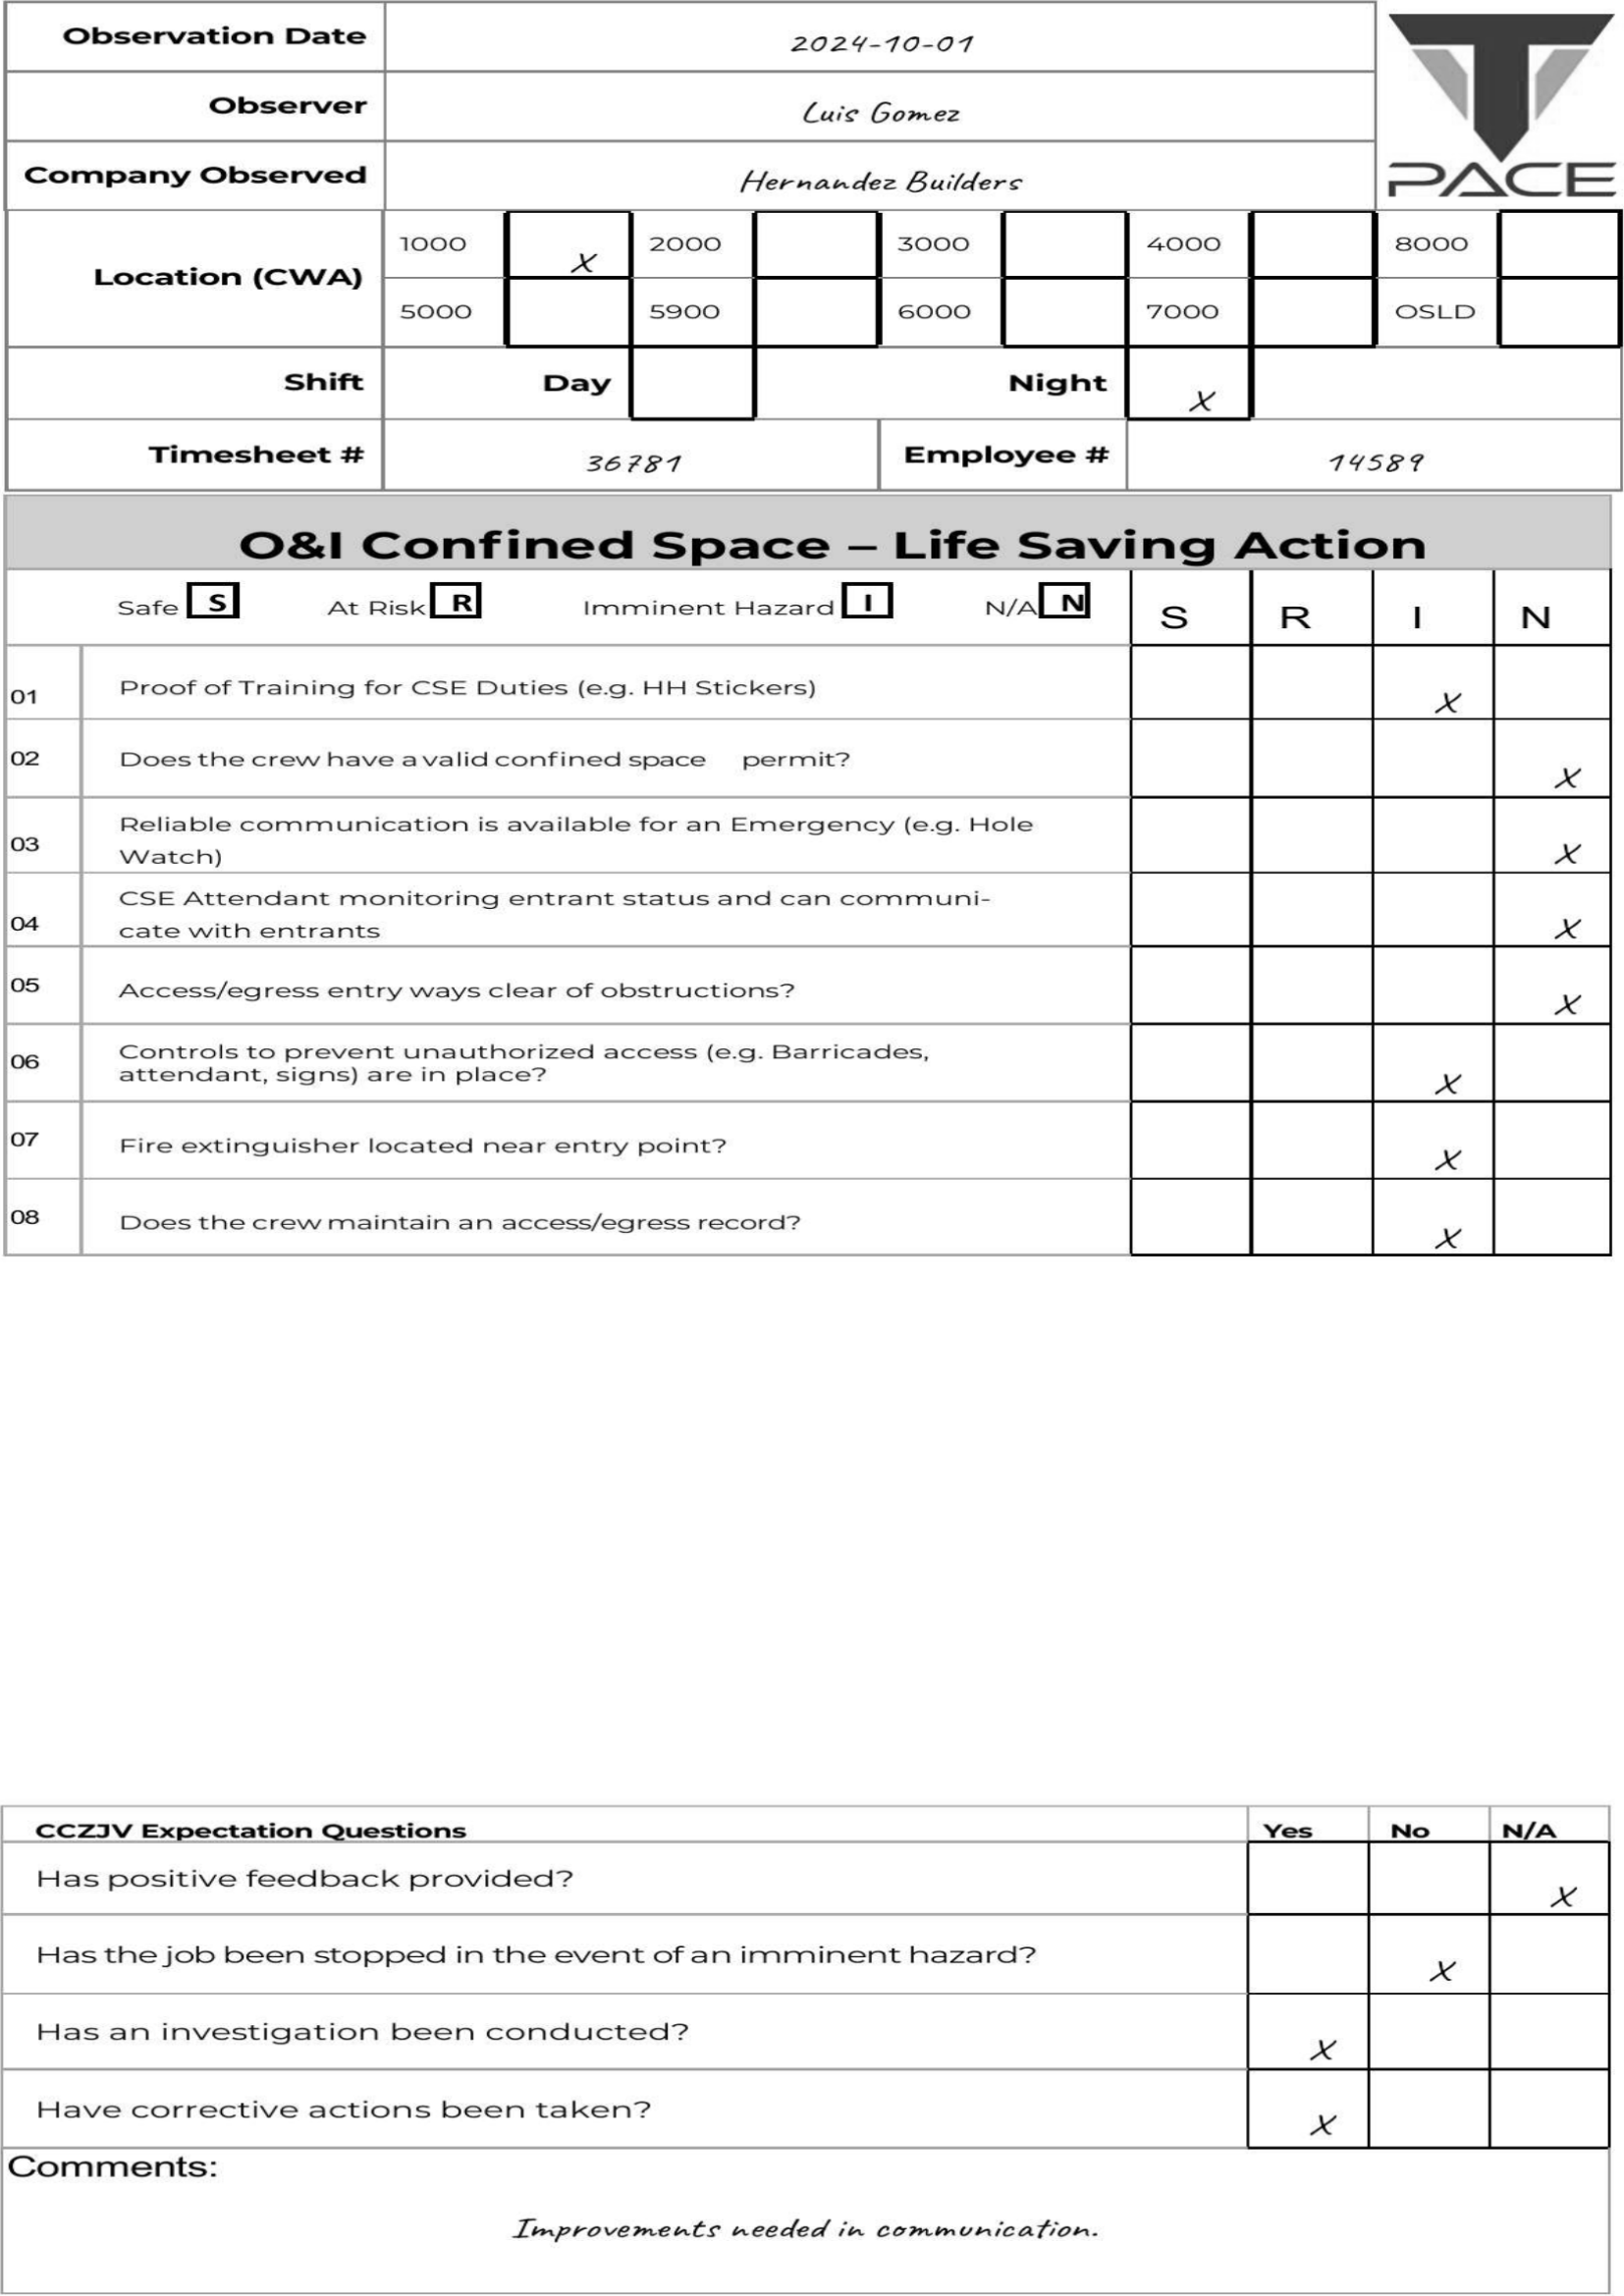 Observation Date 2024-10-01
Observer Luis Gomez
Company Observed Hernandez Builders
PACE
Location (CWA)
1000 X 2000 3000 4000 8000
5000 5900 6000 7000 OSLD
Shift Day Night X
Timesheet # 36781 Employee # 14589
O&I Confined Space – Life Saving Action
Safe S At Risk R Imminent Hazard I N/A N S R I N
01 Proof of Training for CSE Duties (e.g. HH Stickers) X
02 Does the crew have a valid confined space permit? X
03 Reliable communication is available for an Emergency (e.g. Hole
Watch) X
04 CSE Attendant monitoring entrant status and can communi-
cate with entrants X
05 Access/egress entry ways clear of obstructions? X
06 Controls to prevent unauthorized access (e.g. Barricades,
attendant, signs) are in place? X
07 Fire extinguisher located near entry point? X
08 Does the crew maintain an access/egress record? X
CCZJV Expectation Questions Yes No N/A
Has positive feedback provided? X
Has the job been stopped in the event of an imminent hazard? X
Has an investigation been conducted? X
Have corrective actions been taken? X
Comments:
Improvements needed in communication.